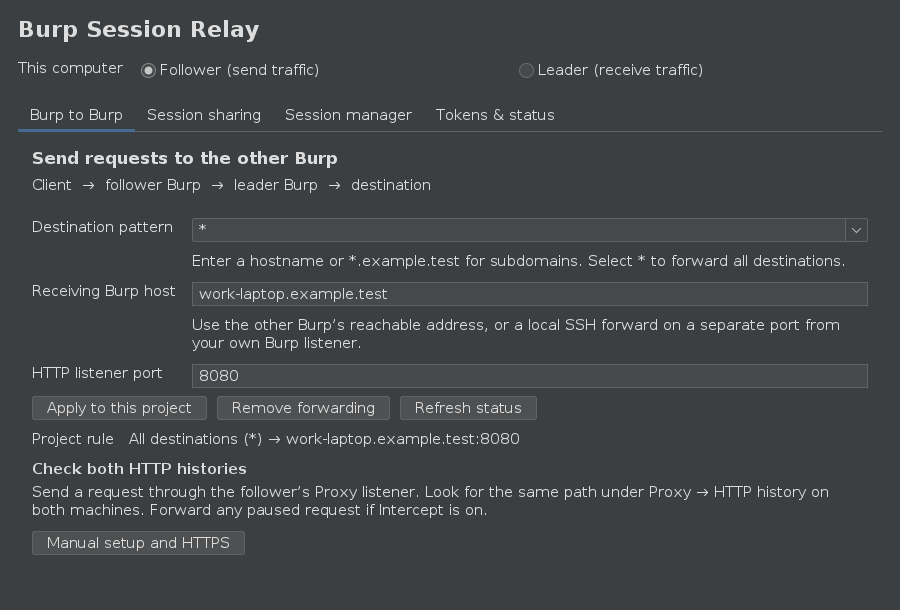 Burp Session Relay
This computer Follower (send traffic) Leader (receive traffic)
Burp to Burp Session sharing Session manager Tokens & status
Send requests to the other Burp
Client → follower Burp → leader Burp → destination
Destination pattern *
Enter a hostname or *.example.test for subdomains. Select * to forward all destinations.
Receiving Burp host work-laptop.example.test
Use the other Burp's reachable address, or a local SSH forward on a separate port from
your own Burp listener.
HTTP listener port 8080
Apply to this project Remove forwarding Refresh status
Project rule All destinations (*) → work-laptop.example.test:8080
Check both HTTP histories
Send a request through the follower's Proxy listener. Look for the same path under Proxy → HTTP history on
both machines. Forward any paused request if Intercept is on.
Manual setup and HTTPS